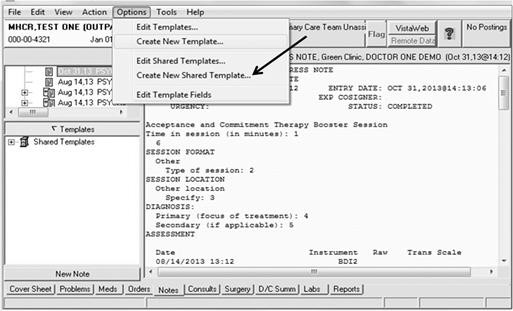 File Edit View Action Options Tools Help
MHCR,TEST ONE (OUTPA
000-00-4321 Jan 01
Edit Templates...
Create New Template...
Edit Shared Templates...
Create New Shared Template...
Edit Template Fields
ary Care Team Unass
Flag
VistaWeb
Remote Data
No Postings
S NOTE, Green Clinic, DOCTOR ONE DEMO (Oct 31,13@14:12)
Oct 31,13 PSY
Aug 14,13 PSY
Aug 14,13 PSY
Aug 14,13
RESS NOTE
TE
ENTRY DATE: OCT 31,2013@14:13:06
EXP COSIGNER:
URGENCY: STATUS: COMPLETED
Acceptance and Commitment Therapy Booster Session
Time in session (in minutes): 1
6
SESSION FORMAT
Other
Type of session: 2
SESSION LOCATION
Other location
Specify: 3
DIAGNOSIS:
Primary (focus of treatment): 4
Secondary (if applicable): 5
ASSESSMENT
Date Instrument Raw Trans Scale
08/14/2013 13:12 BDI2
Templates
Shared Templates
New Note
Cover Sheet Problems Meds Orders Notes Consults Surgery D/C Summ Labs Reports